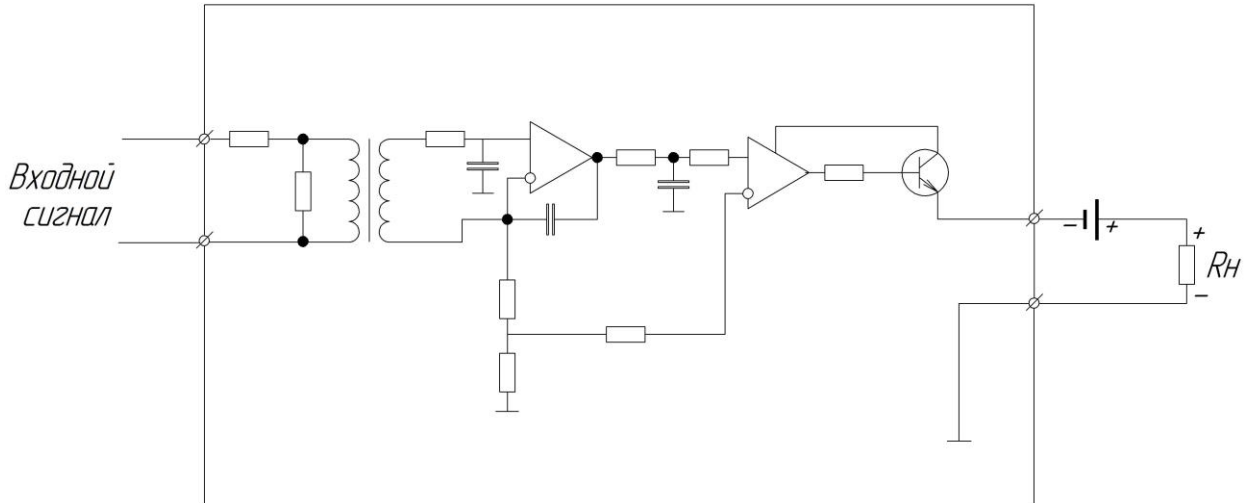 Входной
сигнал
- +
+
Rн
-